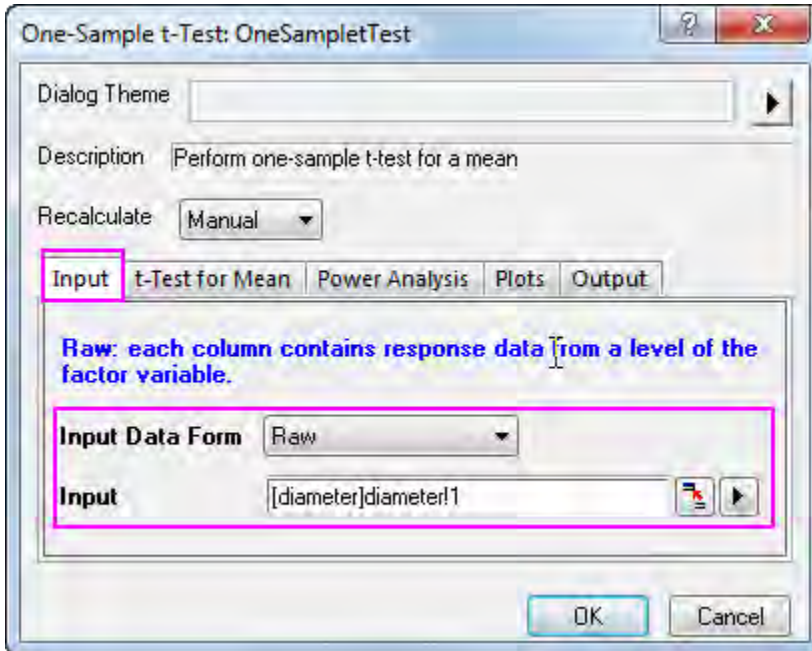 One-Sample t-Test: OneSampletTest
Dialog Theme
Description Perform one-sample t-test for a mean
Recalculate Manual
Input t-Test for Mean Power Analysis Plots Output
Raw: each column contains response data from a level of the
factor variable.
Input Data Form Raw
Input [diameter]diameter!1
OK Cancel